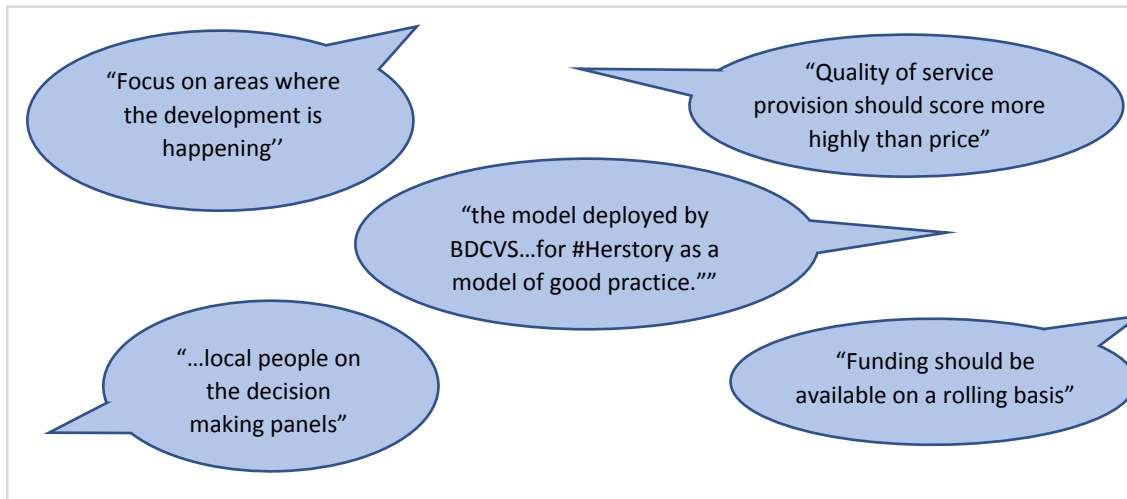 “Focus on areas where
the development is
happening’’
“Quality of service
provision should score more
highly than price”
“the model deployed by
BDCVS…for #Herstory as a
model of good practice.””
“…local people on
the decision
making panels”
“Funding should be
available on a rolling basis”